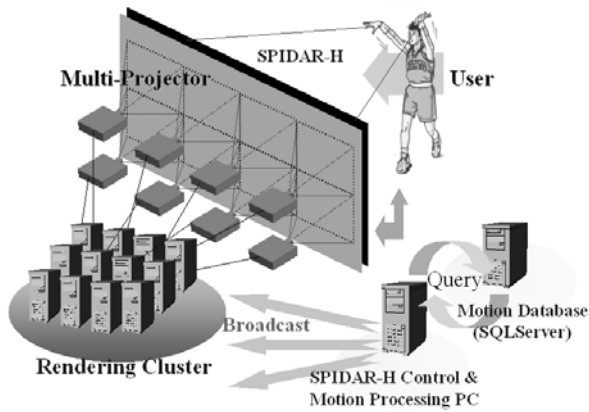 SPIDAR-H
Multi-Projector
User
Query
Motion Database
(SQLServer)
Broadcast
Rendering Cluster
SPIDAR-H Control &
Motion Processing PC